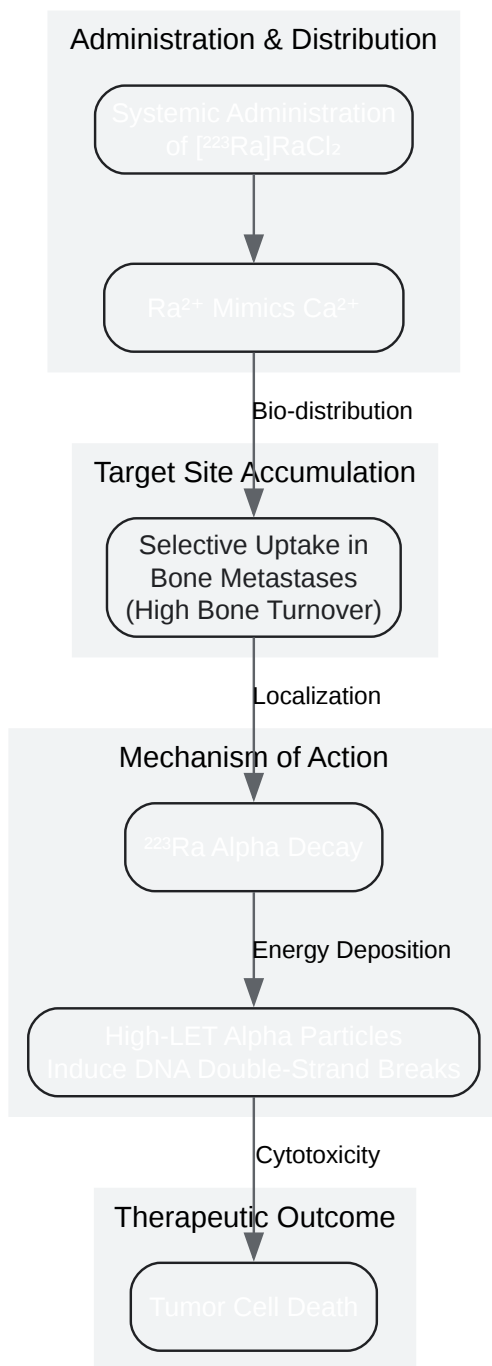 Administration & Distribution
Systemic Administration
of [²²³Ra]RaCl₂
Ra²⁺ Mimics Ca²⁺
Bio-distribution
Target Site Accumulation
Selective Uptake in
Bone Metastases
(High Bone Turnover)
Localization
Mechanism of Action
²²³Ra Alpha Decay
Energy Deposition
High-LET Alpha Particles
Induce DNA Double-Strand Breaks
Cytotoxicity
Therapeutic Outcome
Tumor Cell Death